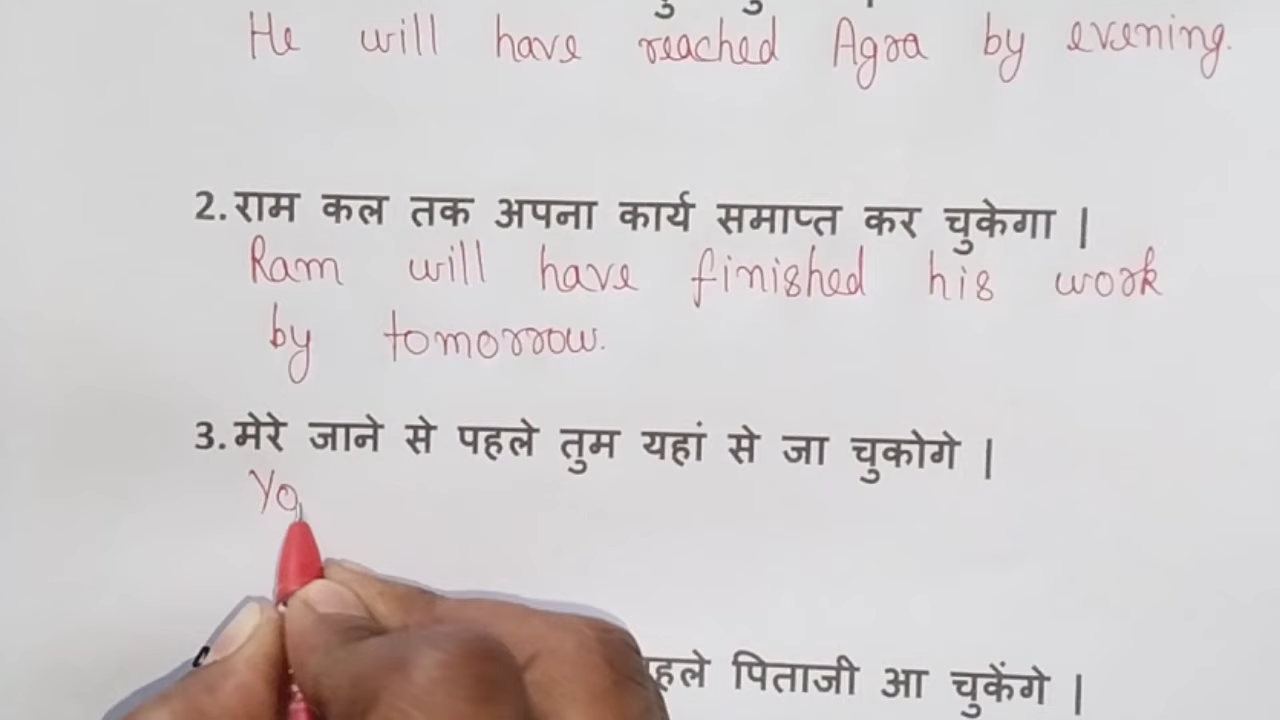 He will have reached Agra by evening.
2. राम कल तक अपना कार्य समाप्त कर चुकेगा |
Ram will have finished his work
by tomorrow.
3. मेरे जाने से पहले तुम यहां से जा चुकोगे |
Yo
पिताजी आ चुकेंगे |